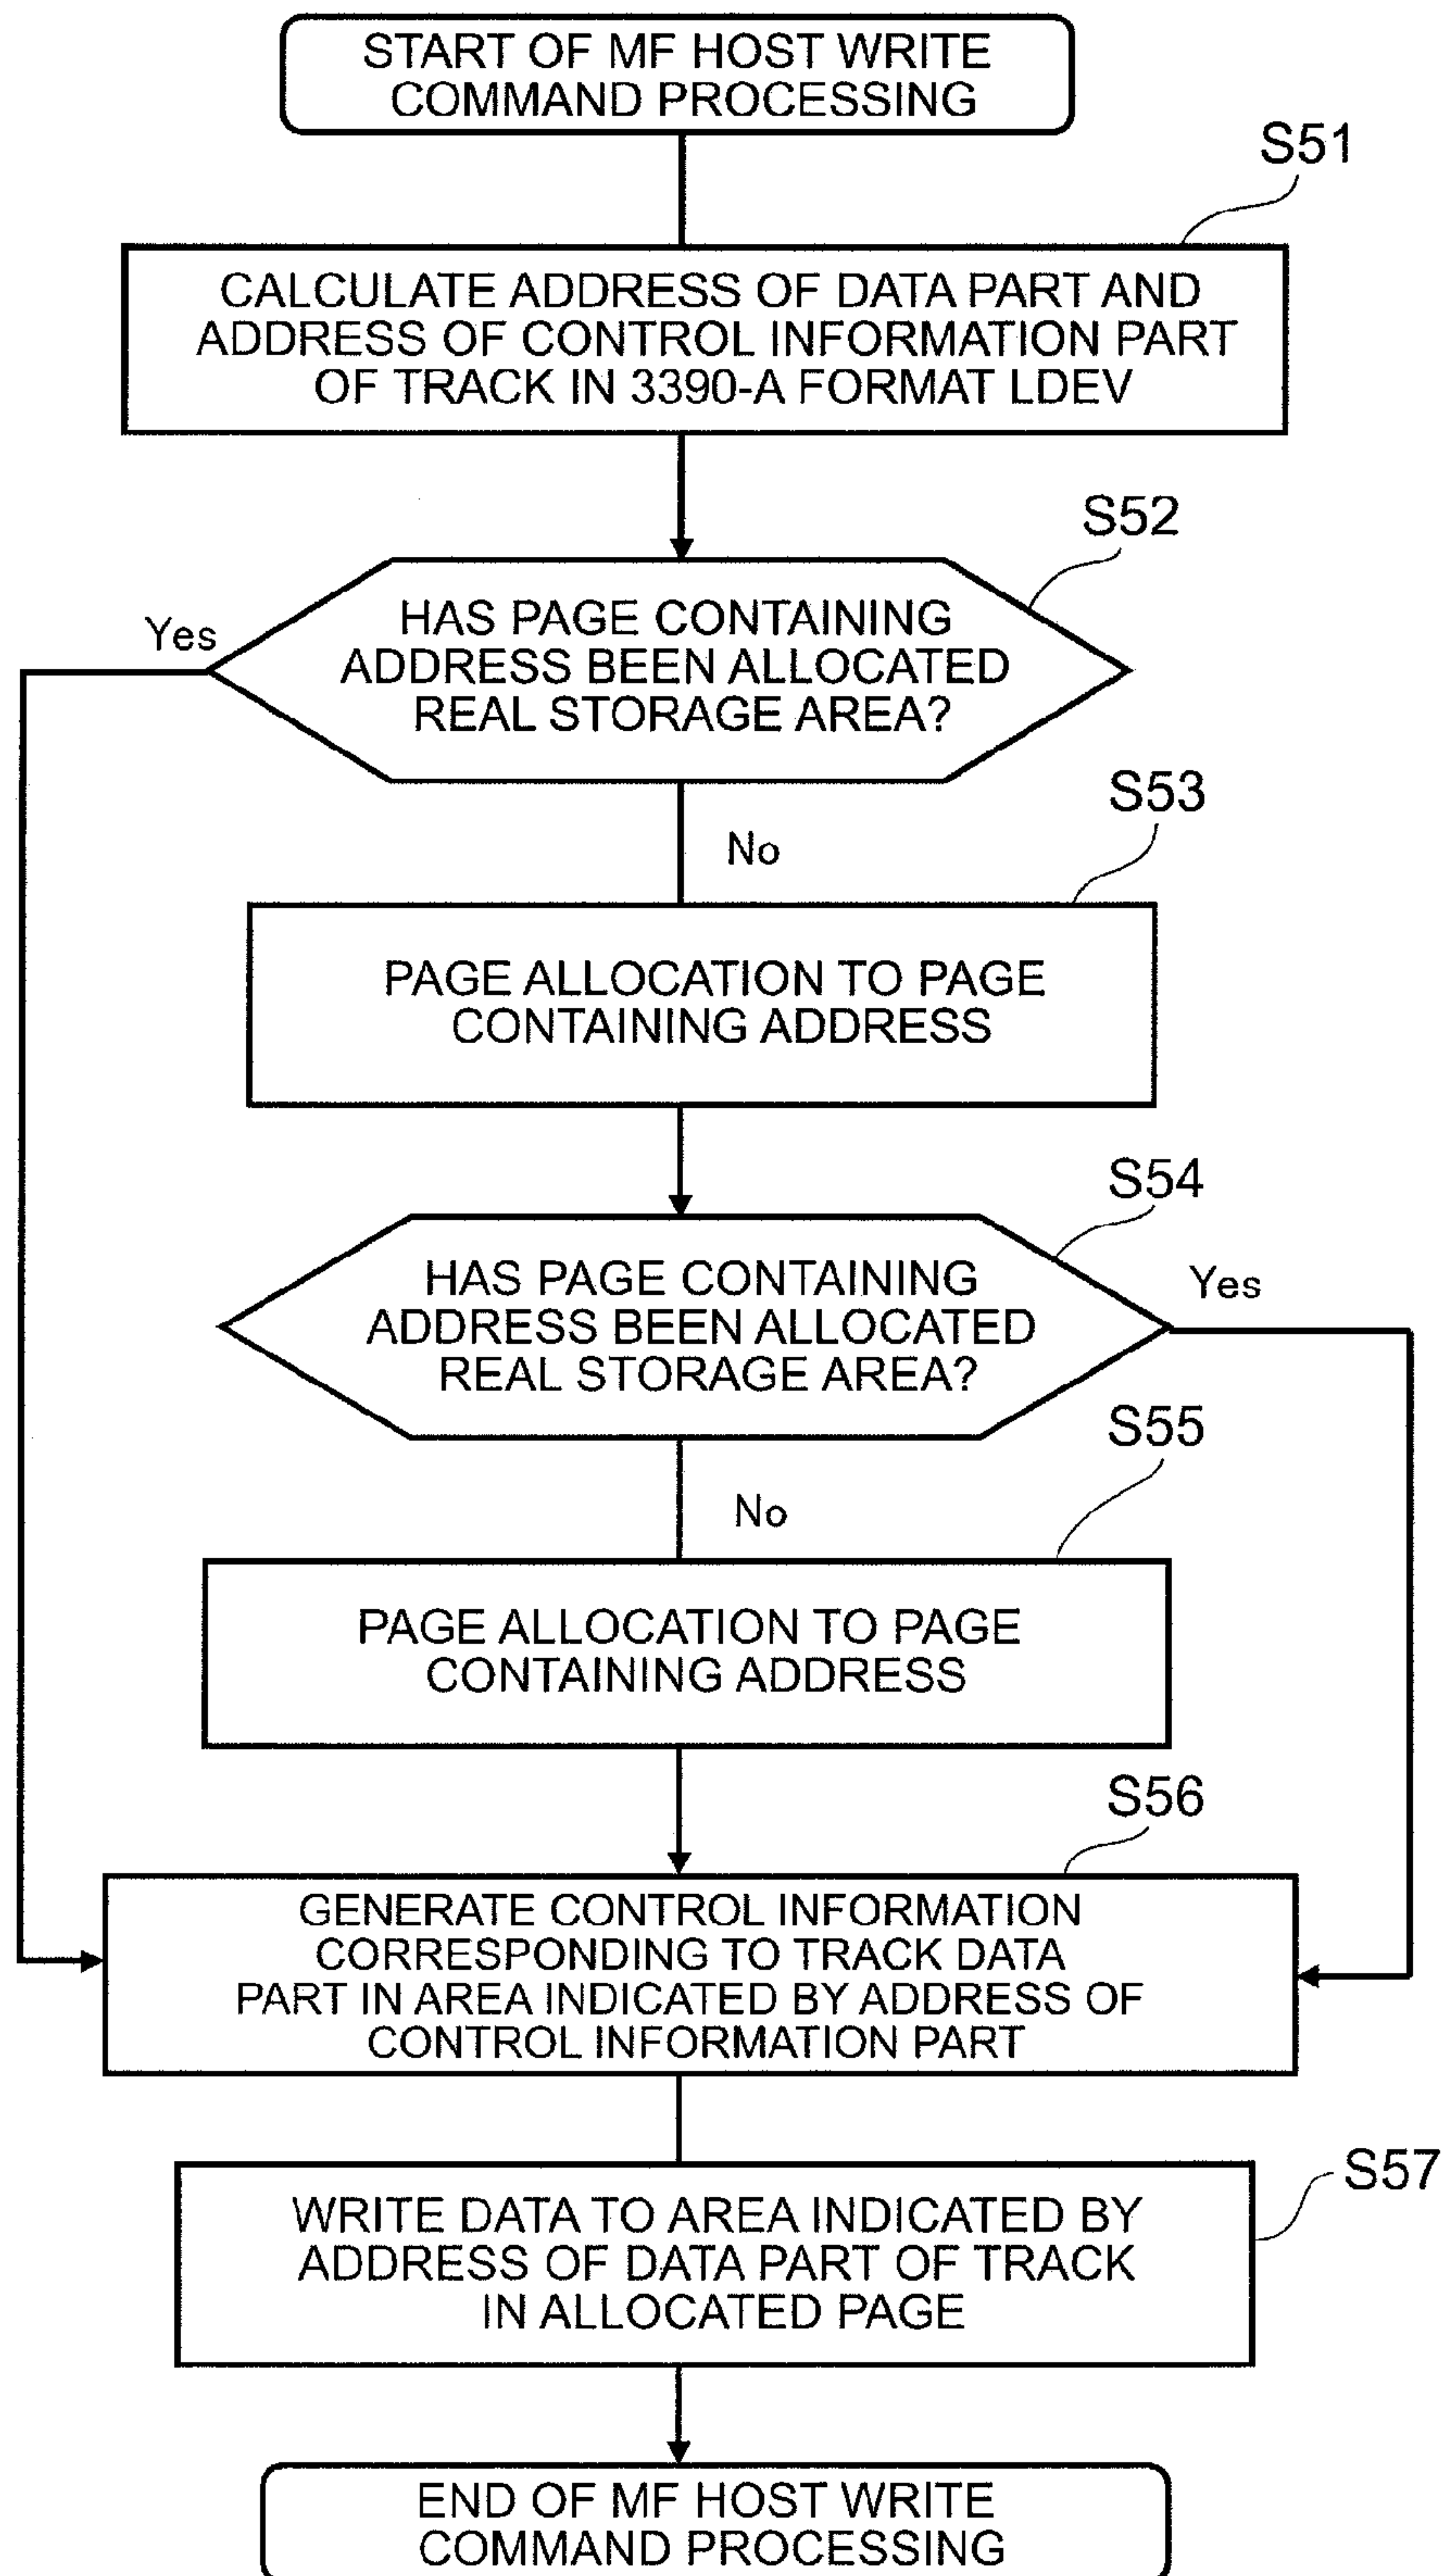 START OF MF HOST WRITE
COMMAND PROCESSING
S51
CALCULATE ADDRESS OF DATA PART AND
ADDRESS OF CONTROL INFORMATION PART
OF TRACK IN 3390-A FORMAT LDEV
S52
Yes
HAS PAGE CONTAINING
ADDRESS BEEN ALLOCATED
REAL STORAGE AREA?
No
S53
PAGE ALLOCATION TO PAGE
CONTAINING ADDRESS
S54
HAS PAGE CONTAINING
ADDRESS BEEN ALLOCATED
REAL STORAGE AREA?
Yes
No
S55
PAGE ALLOCATION TO PAGE
CONTAINING ADDRESS
S56
GENERATE CONTROL INFORMATION
CORRESPONDING TO TRACK DATA
PART IN AREA INDICATED BY ADDRESS OF
CONTROL INFORMATION PART
S57
WRITE DATA TO AREA INDICATED BY
ADDRESS OF DATA PART OF TRACK
IN ALLOCATED PAGE
END OF MF HOST WRITE
COMMAND PROCESSING